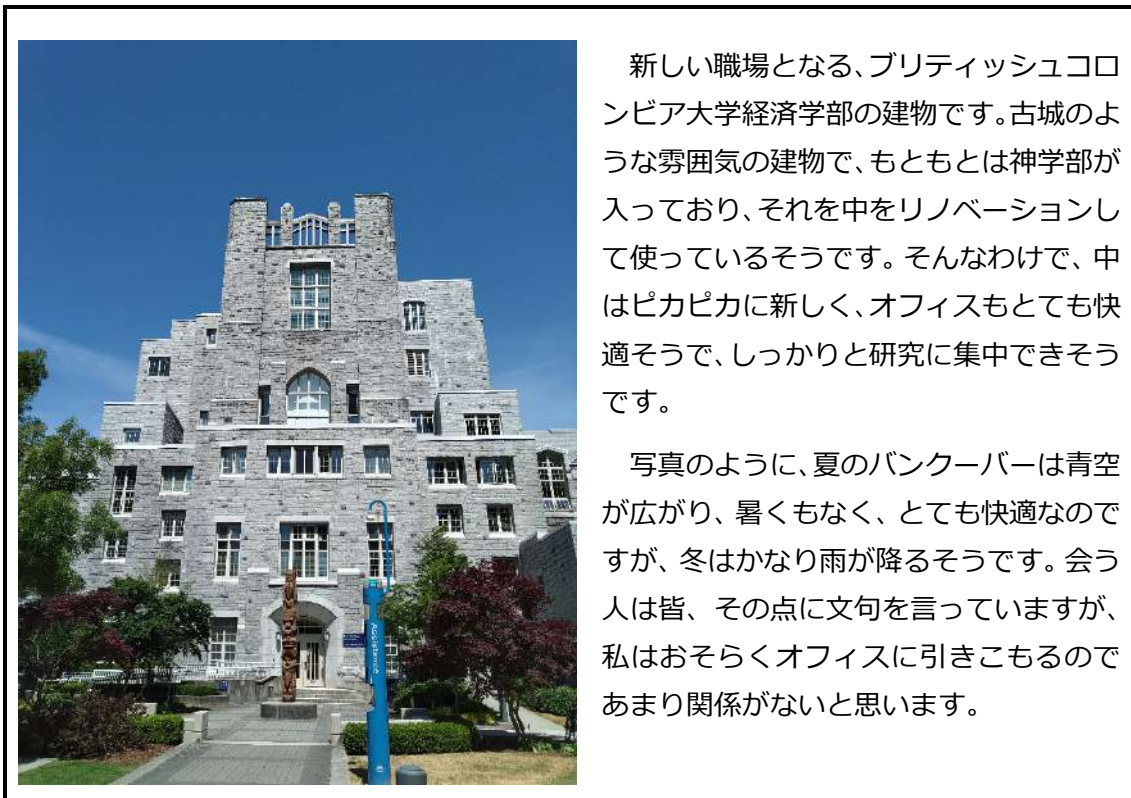 新しい職場となる、ブリティッシュコロ
ンビア大学経済学部の建物です。古城のよ
うな雰囲気の建物で、もともとは神学部が
入っており、それを中をリノベーションし
て使っているそうです。そんなわけで、中
はピカピカに新しく、オフィスもとても快
適そうで、しっかりと研究に集中できそう
です。
写真のように、夏のバンクーバーは青空
が広がり、暑くもなく、とても快適なので
すが、冬はかなり雨が降るそうです。会う
人は皆、その点に文句を言っていますが、
私はおそらくオフィスに引きこもるので
あまり関係がないと思います。
Assistance